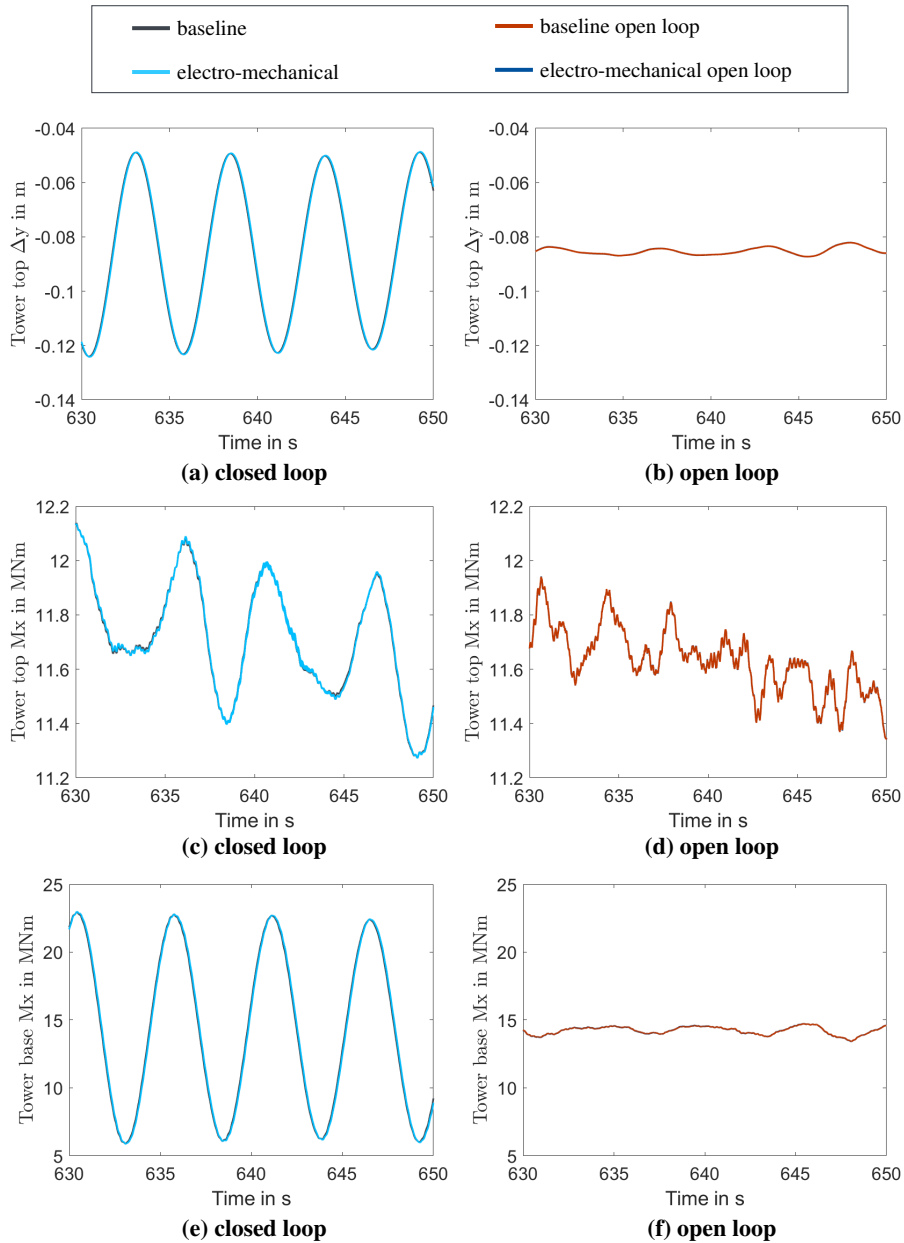 baseline
baseline open loop
electro-mechanical
electro-mechanical open loop
-0.04
-0.06
-0.08
-0.1
-0.12
-0.14
Tower top Δy in m
630 635 640 645 650
Time in s
(a) closed loop
-0.04
-0.06
-0.08
-0.1
-0.12
-0.14
Tower top Δy in m
630 635 640 645 650
Time in s
(b) open loop
12.2
12
11.8
11.6
11.4
11.2
Tower top Mx in MNm
630 635 640 645 650
Time in s
(c) closed loop
12.2
12
11.8
11.6
11.4
11.2
Tower top Mx in MNm
630 635 640 645 650
Time in s
(d) open loop
25
20
15
10
5
Tower base Mx in MNm
630 635 640 645 650
Time in s
(e) closed loop
25
20
15
10
5
Tower base Mx in MNm
630 635 640 645 650
Time in s
(f) open loop